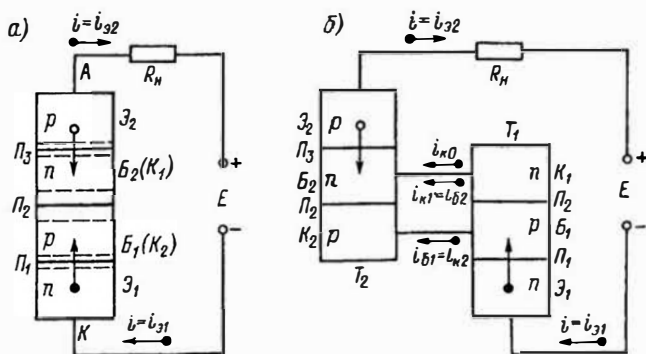 а)
i=iэ2
A
Rн
p
Э2
П3
n
Б2(К1)
П2
p
Б1(К2)
П1
n
Э1
К
i=iэ1
+
E
−
б)
i=iэ2
Rн
T1
Э2
p
П3
Б2
n
П2
К2
p
T2
iк0
iк1=iб2
iб1=iк2
n
К1
П2
p
Б1
П1
n
Э1
+
E
−
i=iэ1